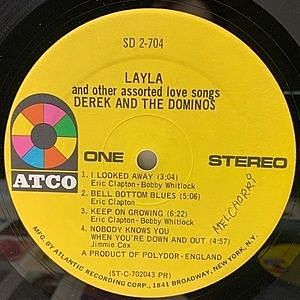 SD 2-704
LAYLA
and other assorted love songs
DEREK AND THE DOMINOS
ATCO
ONE
STEREO
1. I LOOKED AWAY (3:04)
Eric Clapton-Bobby Whitlock
2. BELL BOTTOM BLUES (5:06)
Eric Clapton
3. KEEP ON GROWING (6:22)
Eric Clapton-Bobby Whitlock
4. NOBODY KNOWS YOU
WHEN YOU'RE DOWN AND OUT (4:57)
Jimmie Cox
A PRODUCT OF POLYDOR-ENGLAND
(ST-C-702043 PR)
MFG. BY ATLANTIC RECORDING CORP., 1841 BROADWAY, NEW YORK, N.Y.